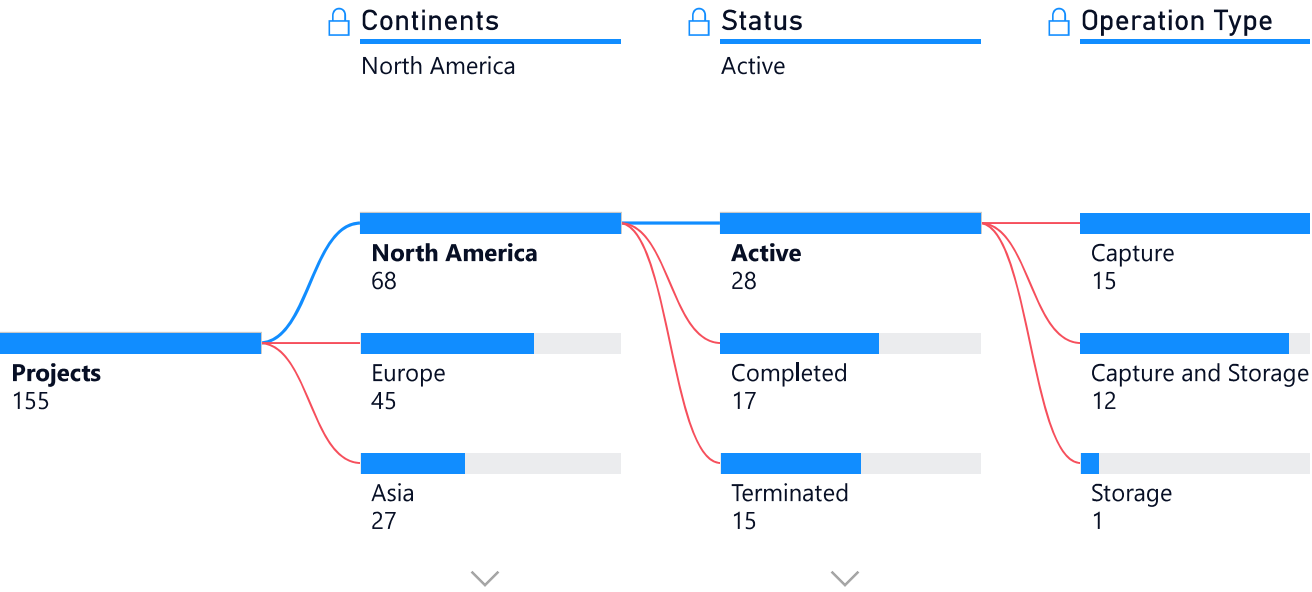 Continents
Status
Operation Type
North America
Active
North America
68
Active
28
Capture
15
Projects
155
Europe
45
Completed
17
Capture and Storage
12
Asia
27
Terminated
15
Storage
1